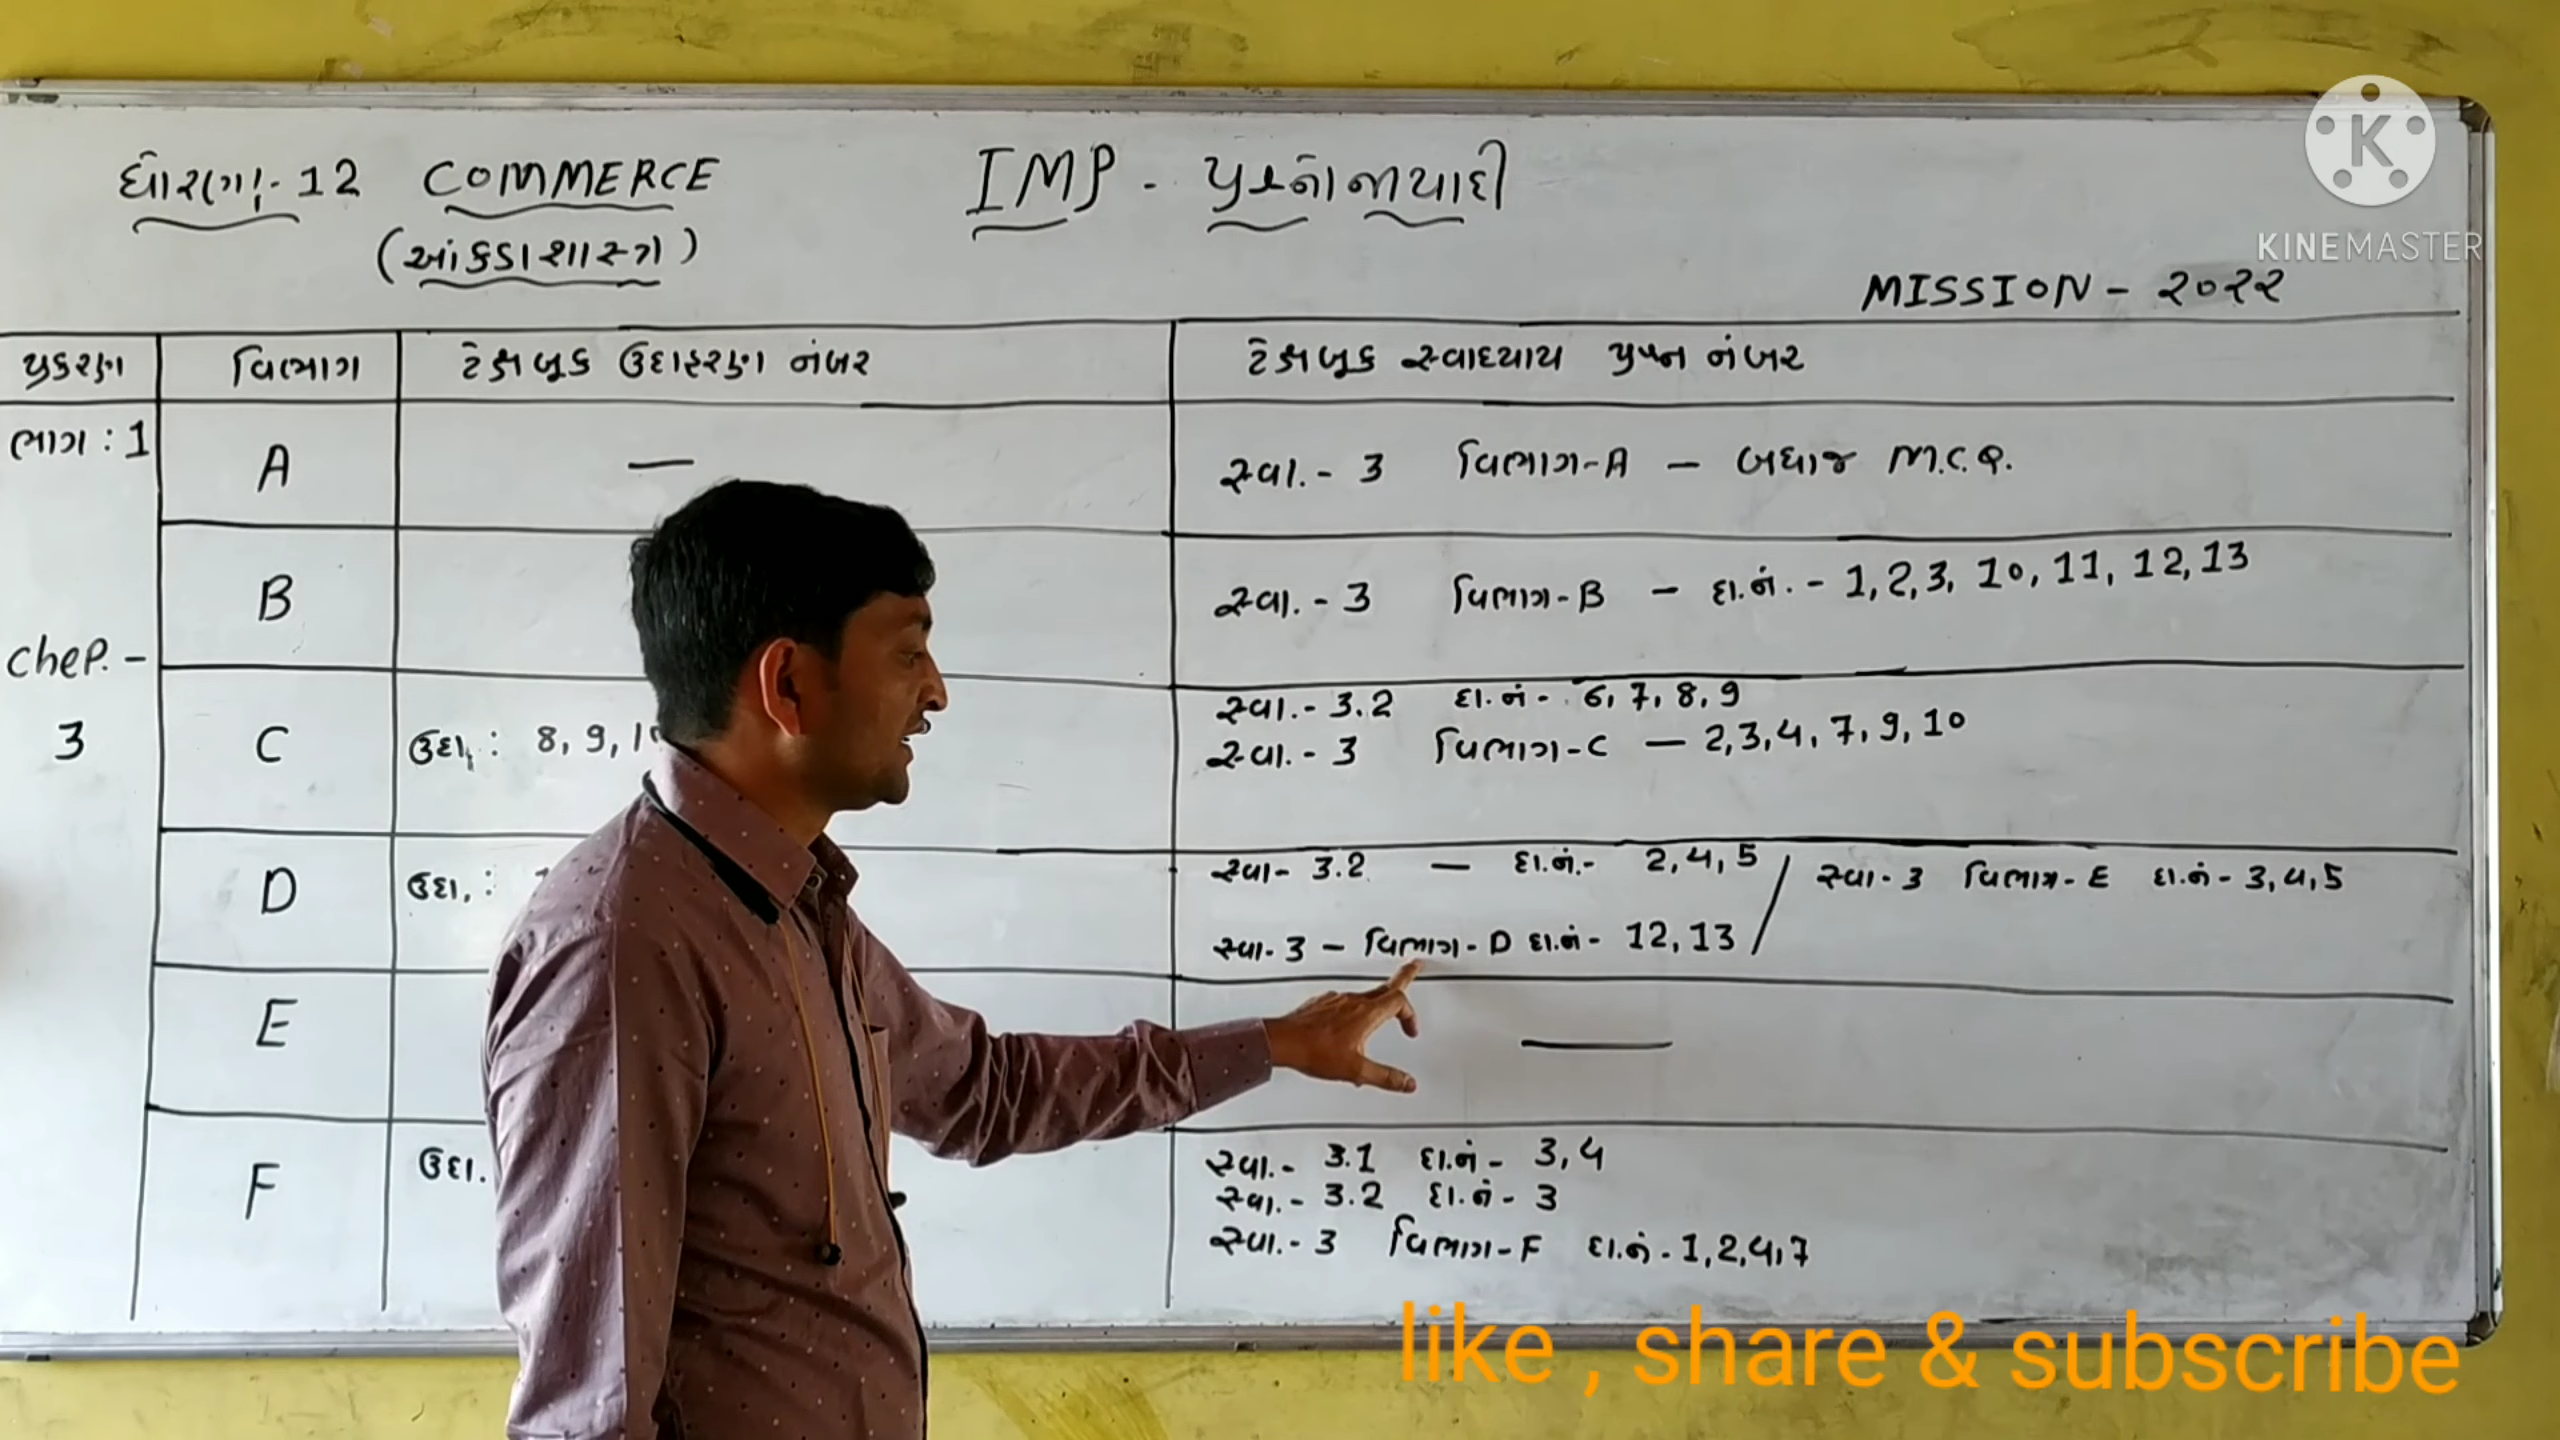 ધોરણ:- 12 COMMERCE
(આંકડાશાસ્ત્ર)
IMP - પ્રશ્નોની યાદી
MISSION - 2022
K
KINEMASTER
પ્રકરણ વિભાગ ટેક્ષબુક ઉદાહરણ નંબર ટેક્ષબુક સ્વાધ્યાય પ્રશ્ન નંબર
ભાગ : 1
CheP. -
3
A — સ્વા. - 3 વિભાગ-A — બધાજ M.C.Q.
B સ્વા. - 3 વિભાગ-B — દા.નં. - 1, 2, 3, 10, 11, 12, 13
C ઉદા. : 8, 9,
સ્વા. - 3.2 દા.નં - 6, 7, 8, 9
સ્વા. - 3 વિભાગ-C — 2, 3, 4, 7, 9, 10
D ઉદા. :
સ્વા- 3.2 — દા.નં.- 2, 4, 5 / સ્વા - 3 વિભાગ - E દા.નં - 3, 4, 5
સ્વા- 3 — વિભાગ - D દા.નં - 12, 13
E —
F ઉદા.
સ્વા. - 3.1 દા.નં - 3, 4
સ્વા. - 3.2 દા.નં - 3
સ્વા. - 3 વિભાગ-F દા.નં - 1, 2, 4, 7
like , share & subscribe